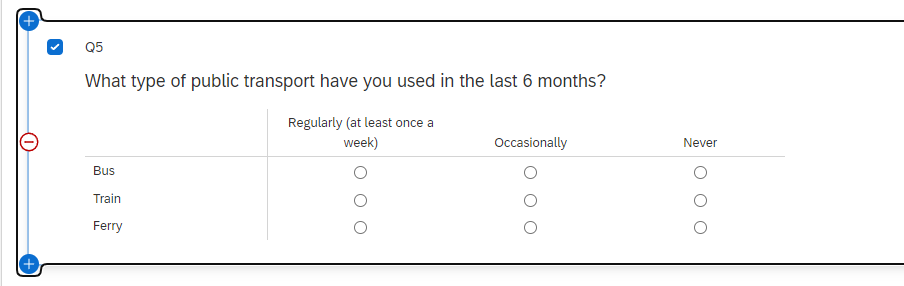 Q5
What type of public transport have you used in the last 6 months?
Regularly (at least once a
week)
Occasionally
Never
Bus
Train
Ferry